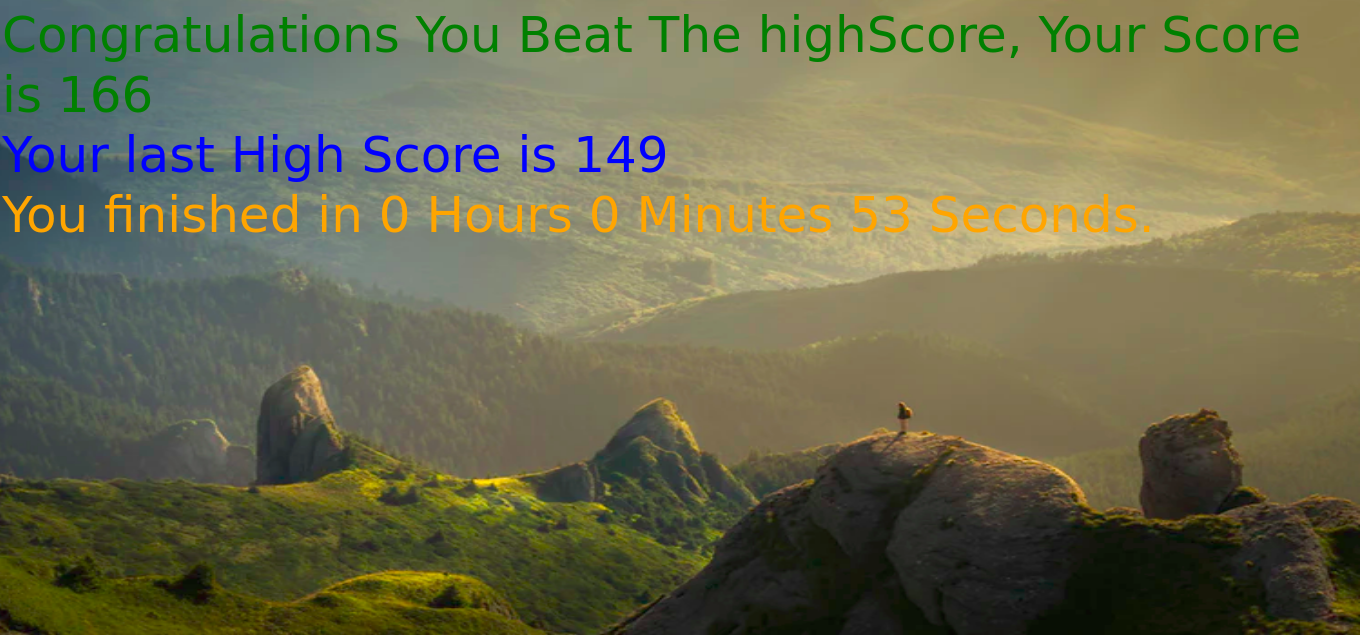 Congratulations You Beat The highScore, Your Score
is 166
Your last High Score is 149
You finished in 0 Hours 0 Minutes 53 Seconds.